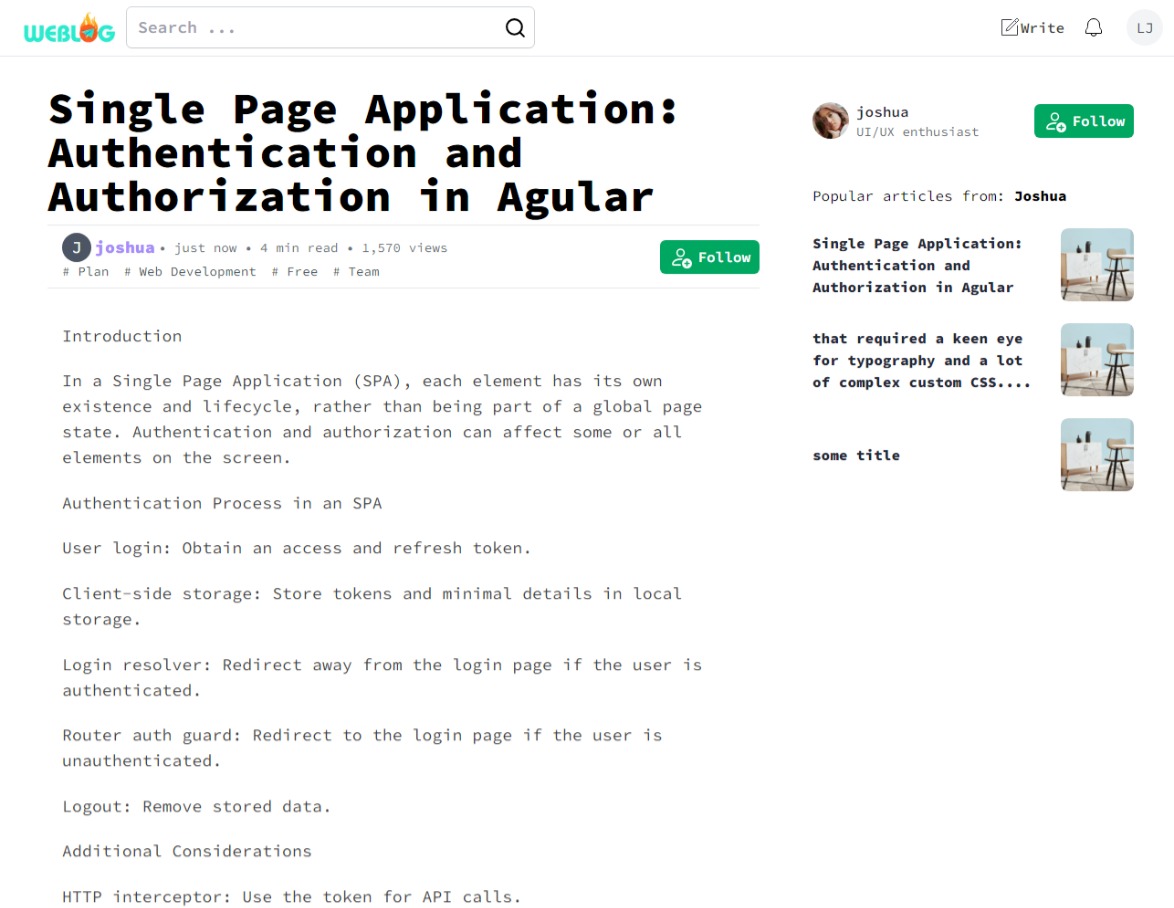 WEBLOG
Search ...
Write
LJ
Single Page Application:
Authentication and
Authorization in Agular
J
joshua • just now • 4 min read • 1,570 views
# Plan # Web Development # Free # Team
Follow
Introduction
In a Single Page Application (SPA), each element has its own
existence and lifecycle, rather than being part of a global page
state. Authentication and authorization can affect some or all
elements on the screen.
Authentication Process in an SPA
User login: Obtain an access and refresh token.
Client-side storage: Store tokens and minimal details in local
storage.
Login resolver: Redirect away from the login page if the user is
authenticated.
Router auth guard: Redirect to the login page if the user is
unauthenticated.
Logout: Remove stored data.
Additional Considerations
HTTP interceptor: Use the token for API calls.
joshua
UI/UX enthusiast
Follow
Popular articles from: Joshua
Single Page Application:
Authentication and
Authorization in Agular
that required a keen eye
for typography and a lot
of complex custom CSS....
some title